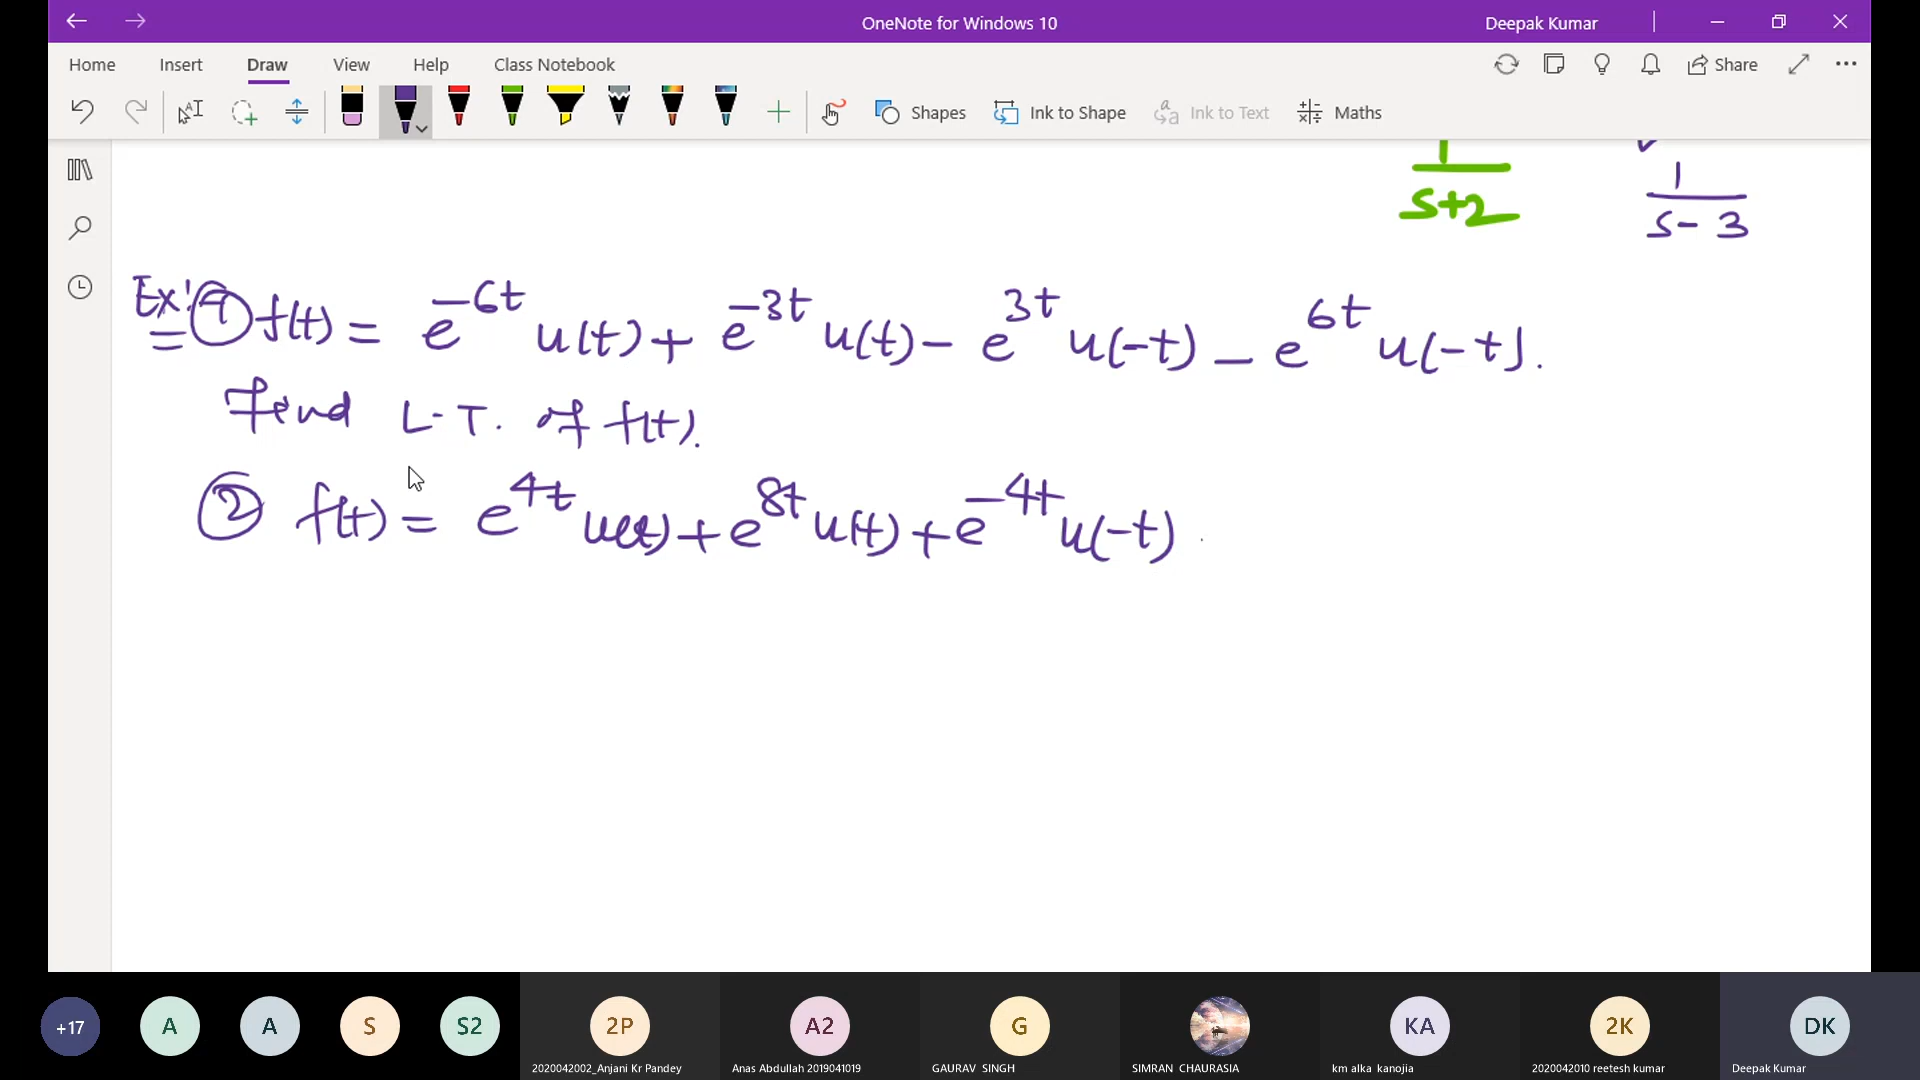 OneNote for Windows 10
Deepak Kumar
Home Insert Draw View Help Class Notebook
Share
Shapes Ink to Shape Ink to Text Maths
1/(s+2) 1/(s-3)
Ex: ① f(t) = e^{-6t} u(t) + e^{-3t} u(t) - e^{3t} u(-t) - e^{6t} u(-t).
Find L.T. of f(t).
② f(t) = e^{4t} u(t) + e^{8t} u(t) + e^{-4t} u(-t)
+17 A A S S2 2P A2 G KA 2K DK
2020042002_Anjani Kr Pandey Anas Abdullah 2019041019 GAURAV SINGH SIMRAN CHAURASIA km alka kanojia 2020042010 reetesh kumar Deepak Kumar